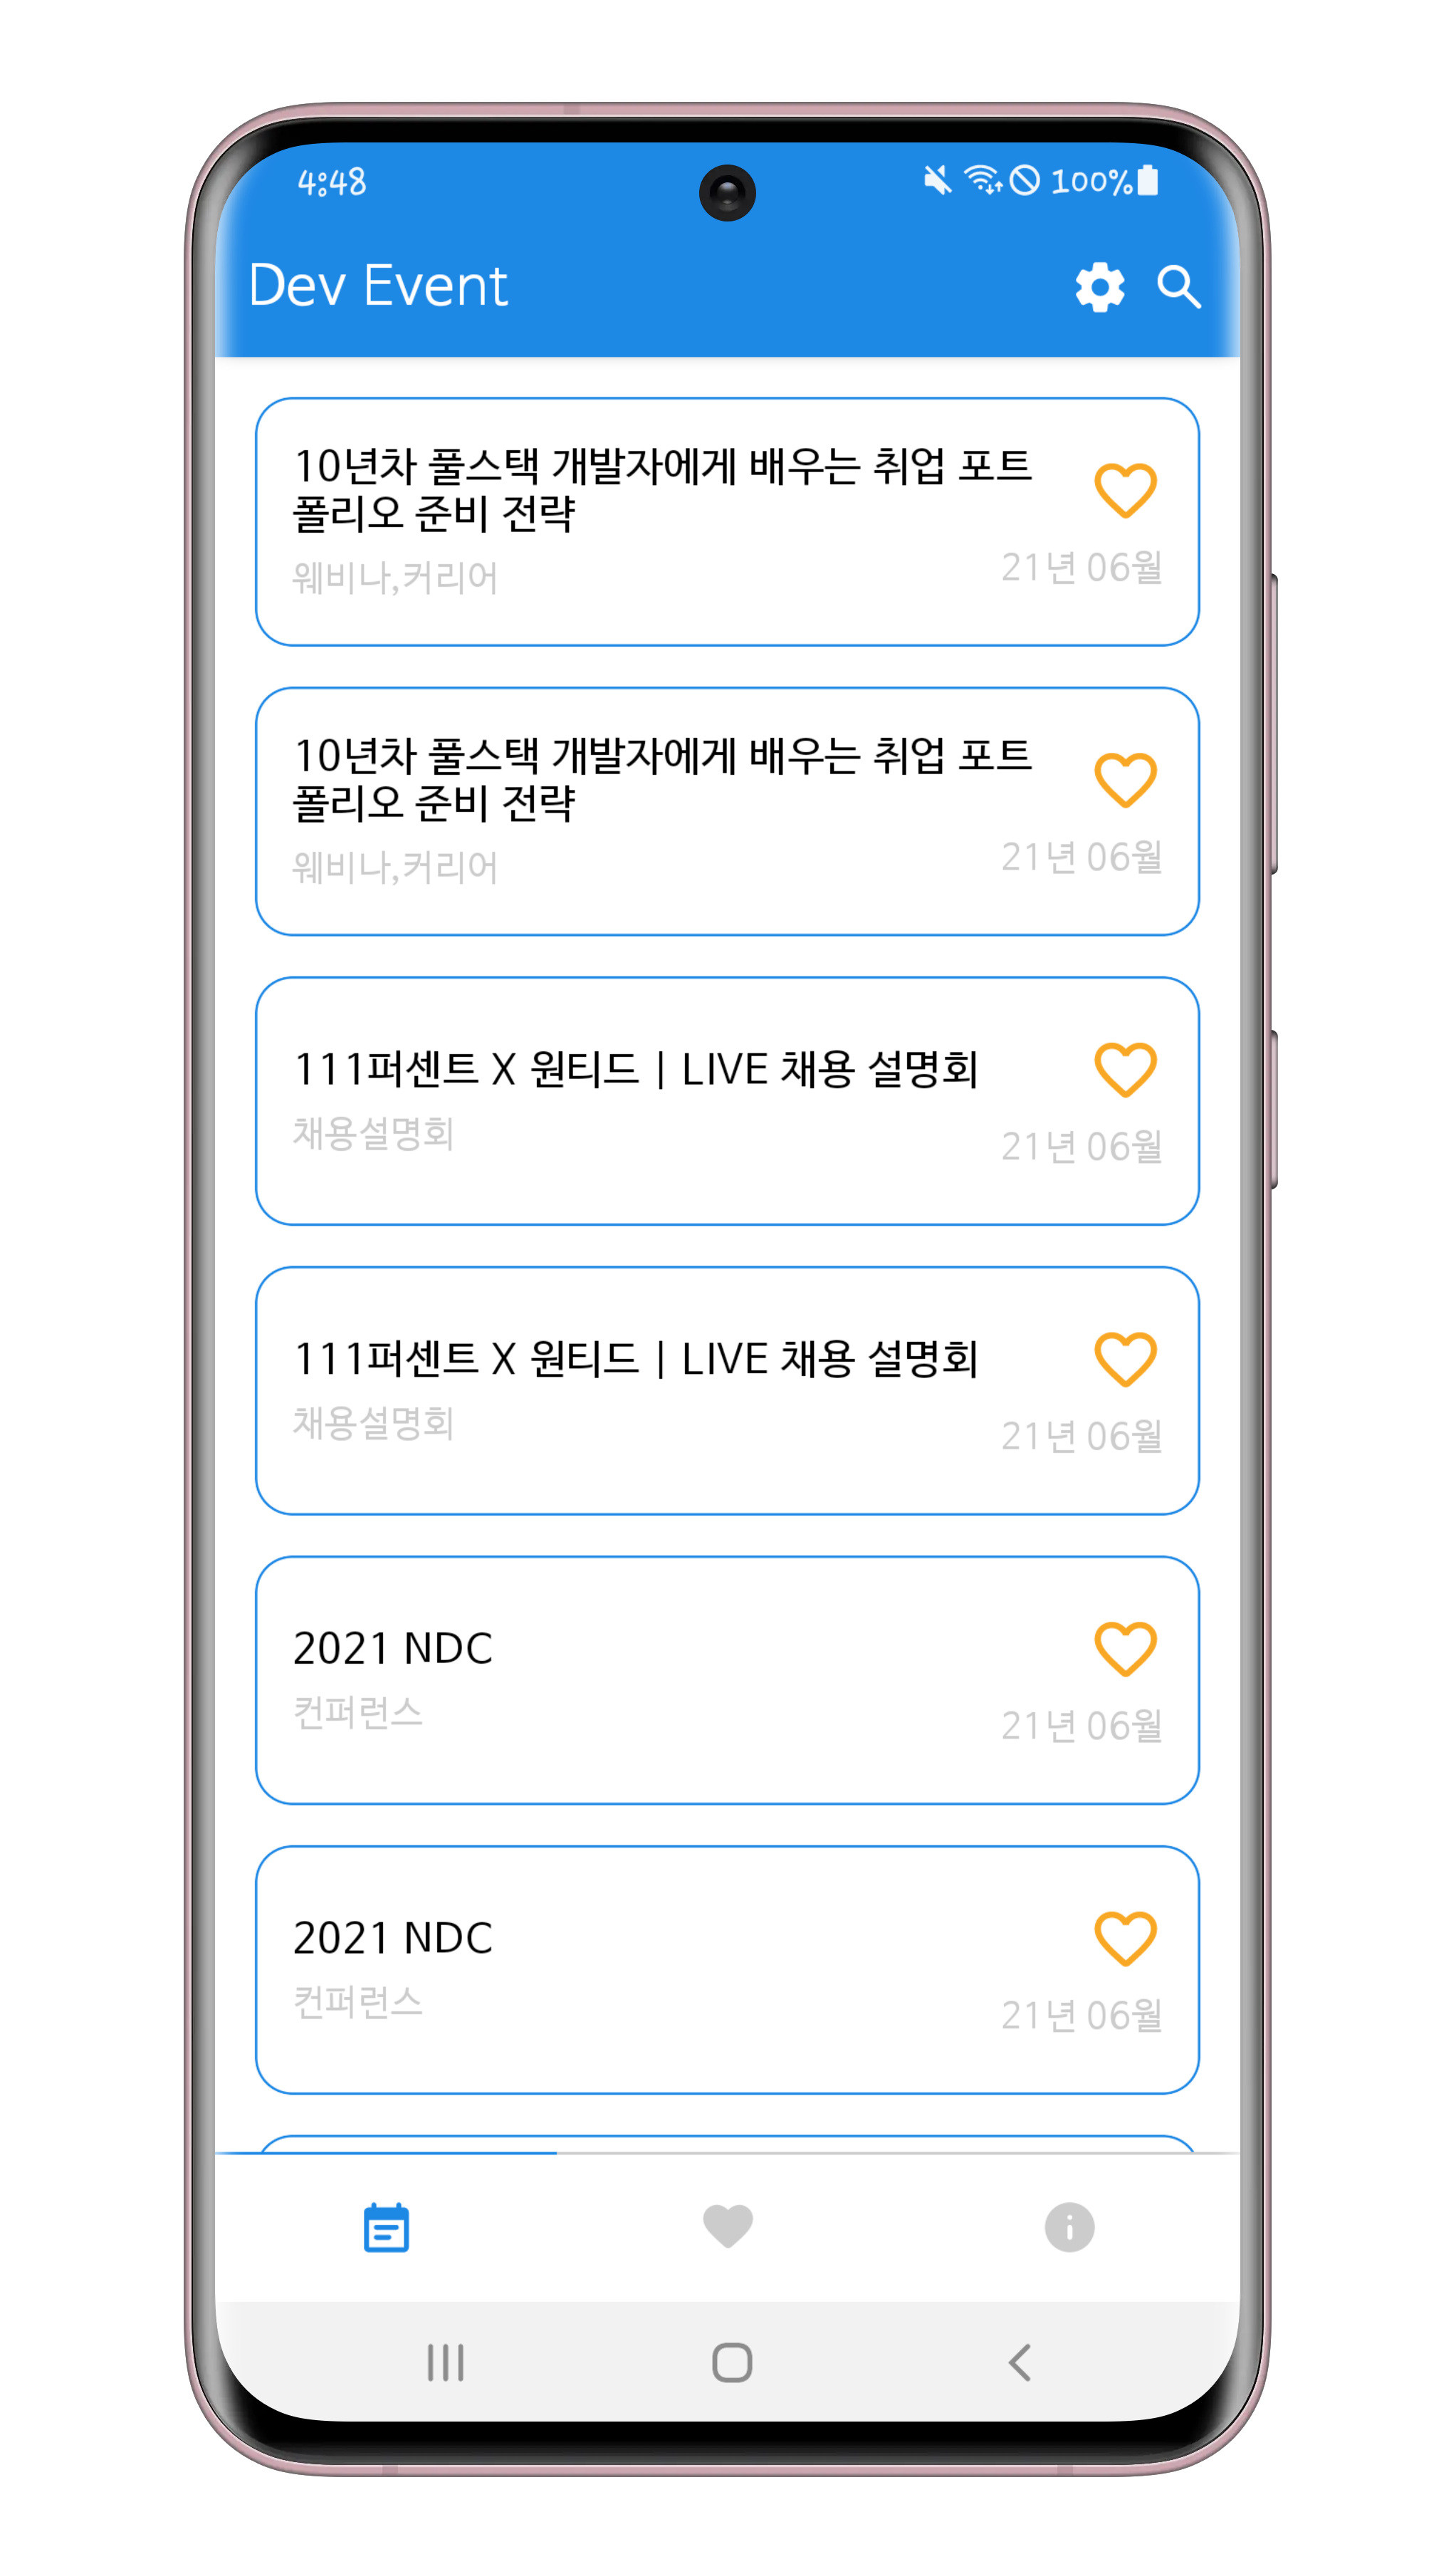 4:48
100%
Dev Event
10년차 풀스택 개발자에게 배우는 취업 포트
폴리오 준비 전략
웨비나,커리어
21년 06월
10년차 풀스택 개발자에게 배우는 취업 포트
폴리오 준비 전략
웨비나,커리어
21년 06월
111퍼센트 X 원티드 | LIVE 채용 설명회
채용설명회
21년 06월
111퍼센트 X 원티드 | LIVE 채용 설명회
채용설명회
21년 06월
2021 NDC
컨퍼런스
21년 06월
2021 NDC
컨퍼런스
21년 06월